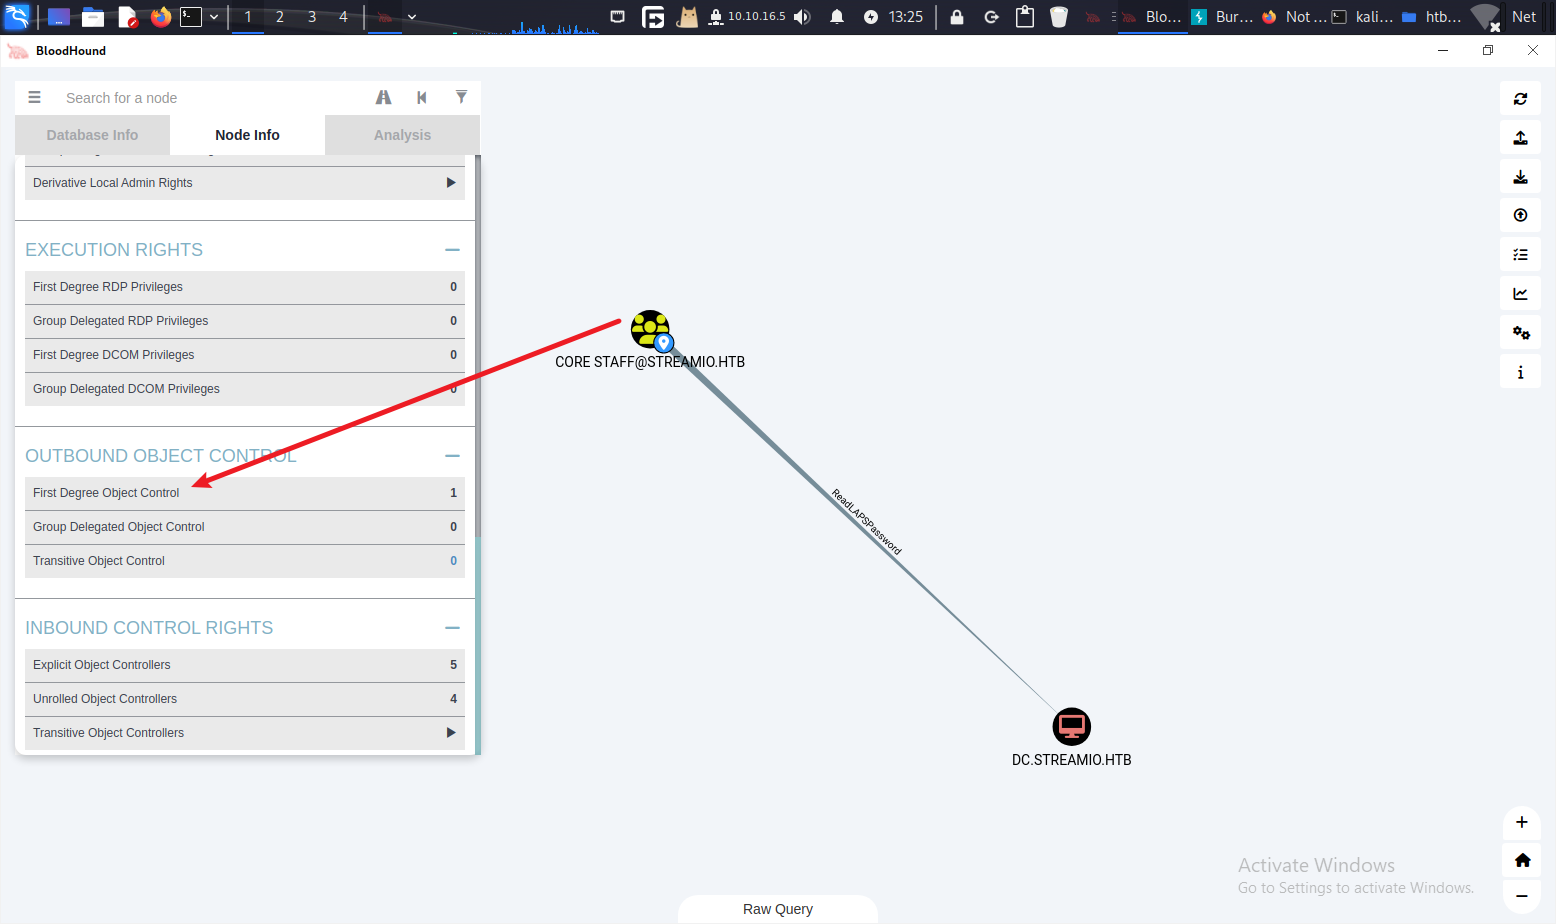 1
2
3
4
10.10.16.5
13:25
Blo...
Bur...
Not ...
kali...
htb...
Net
BloodHound
Search for a node
Database Info
Node Info
Analysis
Derivative Local Admin Rights
EXECUTION RIGHTS
First Degree RDP Privileges 0
Group Delegated RDP Privileges 0
First Degree DCOM Privileges 0
Group Delegated DCOM Privileges 0
OUTBOUND OBJECT CONTROL
First Degree Object Control 1
Group Delegated Object Control 0
Transitive Object Control 0
INBOUND CONTROL RIGHTS
Explicit Object Controllers 5
Unrolled Object Controllers 4
Transitive Object Controllers
CORE STAFF@STREAMIO.HTB
ReadLAPSPassword
DC.STREAMIO.HTB
Activate Windows
Go to Settings to activate Windows.
Raw Query